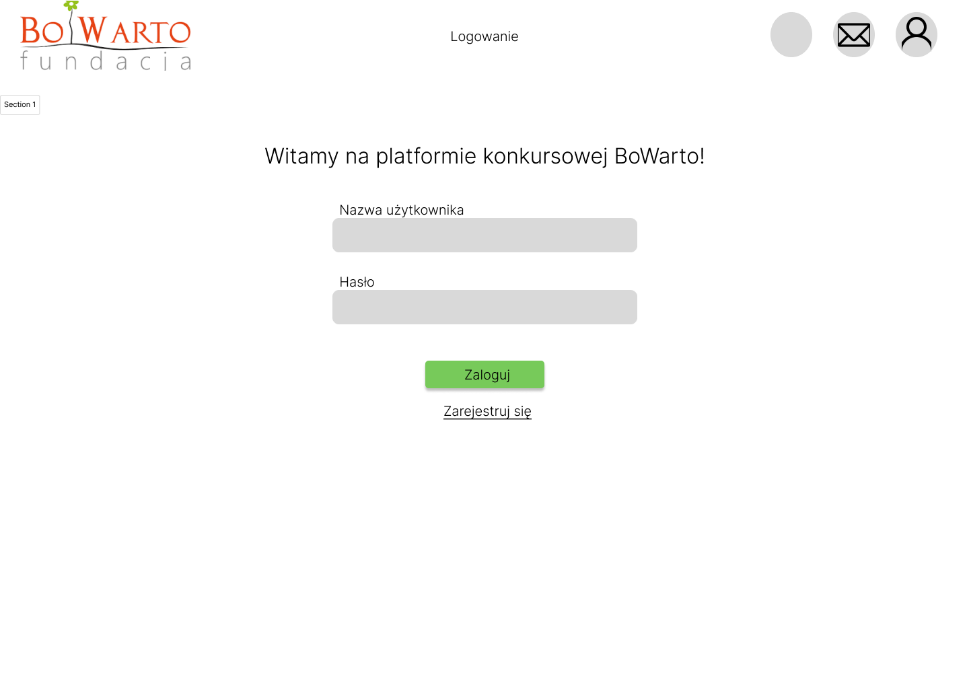 BoWarto
fundacja
Logowanie
Section 1
Witamy na platformie konkursowej BoWarto!
Nazwa użytkownika
Hasło
Zaloguj
Zarejestruj się